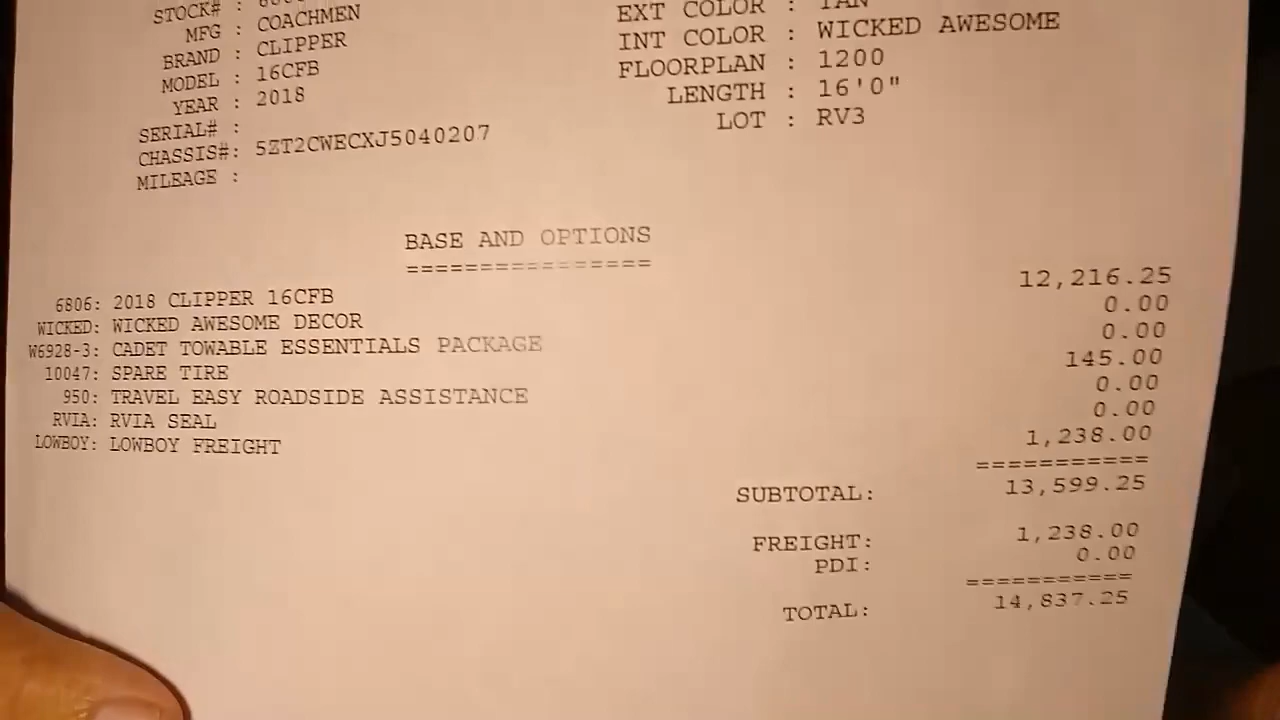 STOCK# :
MFG : COACHMEN
BRAND : CLIPPER
MODEL : 16CFB
YEAR : 2018
SERIAL# :
CHASSIS#: 5ZT2CWECXJ5040207
MILEAGE :
EXT COLOR : TAN
INT COLOR : WICKED AWESOME
FLOORPLAN : 1200
LENGTH : 16'0"
LOT : RV3
BASE AND OPTIONS
=================
6806: 2018 CLIPPER 16CFB 12,216.25
WICKED: WICKED AWESOME DECOR 0.00
W6928-3: CADET TOWABLE ESSENTIALS PACKAGE 0.00
10047: SPARE TIRE 145.00
950: TRAVEL EASY ROADSIDE ASSISTANCE 0.00
RVIA: RVIA SEAL 0.00
LOWBOY: LOWBOY FREIGHT 1,238.00
===========
SUBTOTAL: 13,599.25
FREIGHT: 1,238.00
PDI: 0.00
===========
TOTAL: 14,837.25